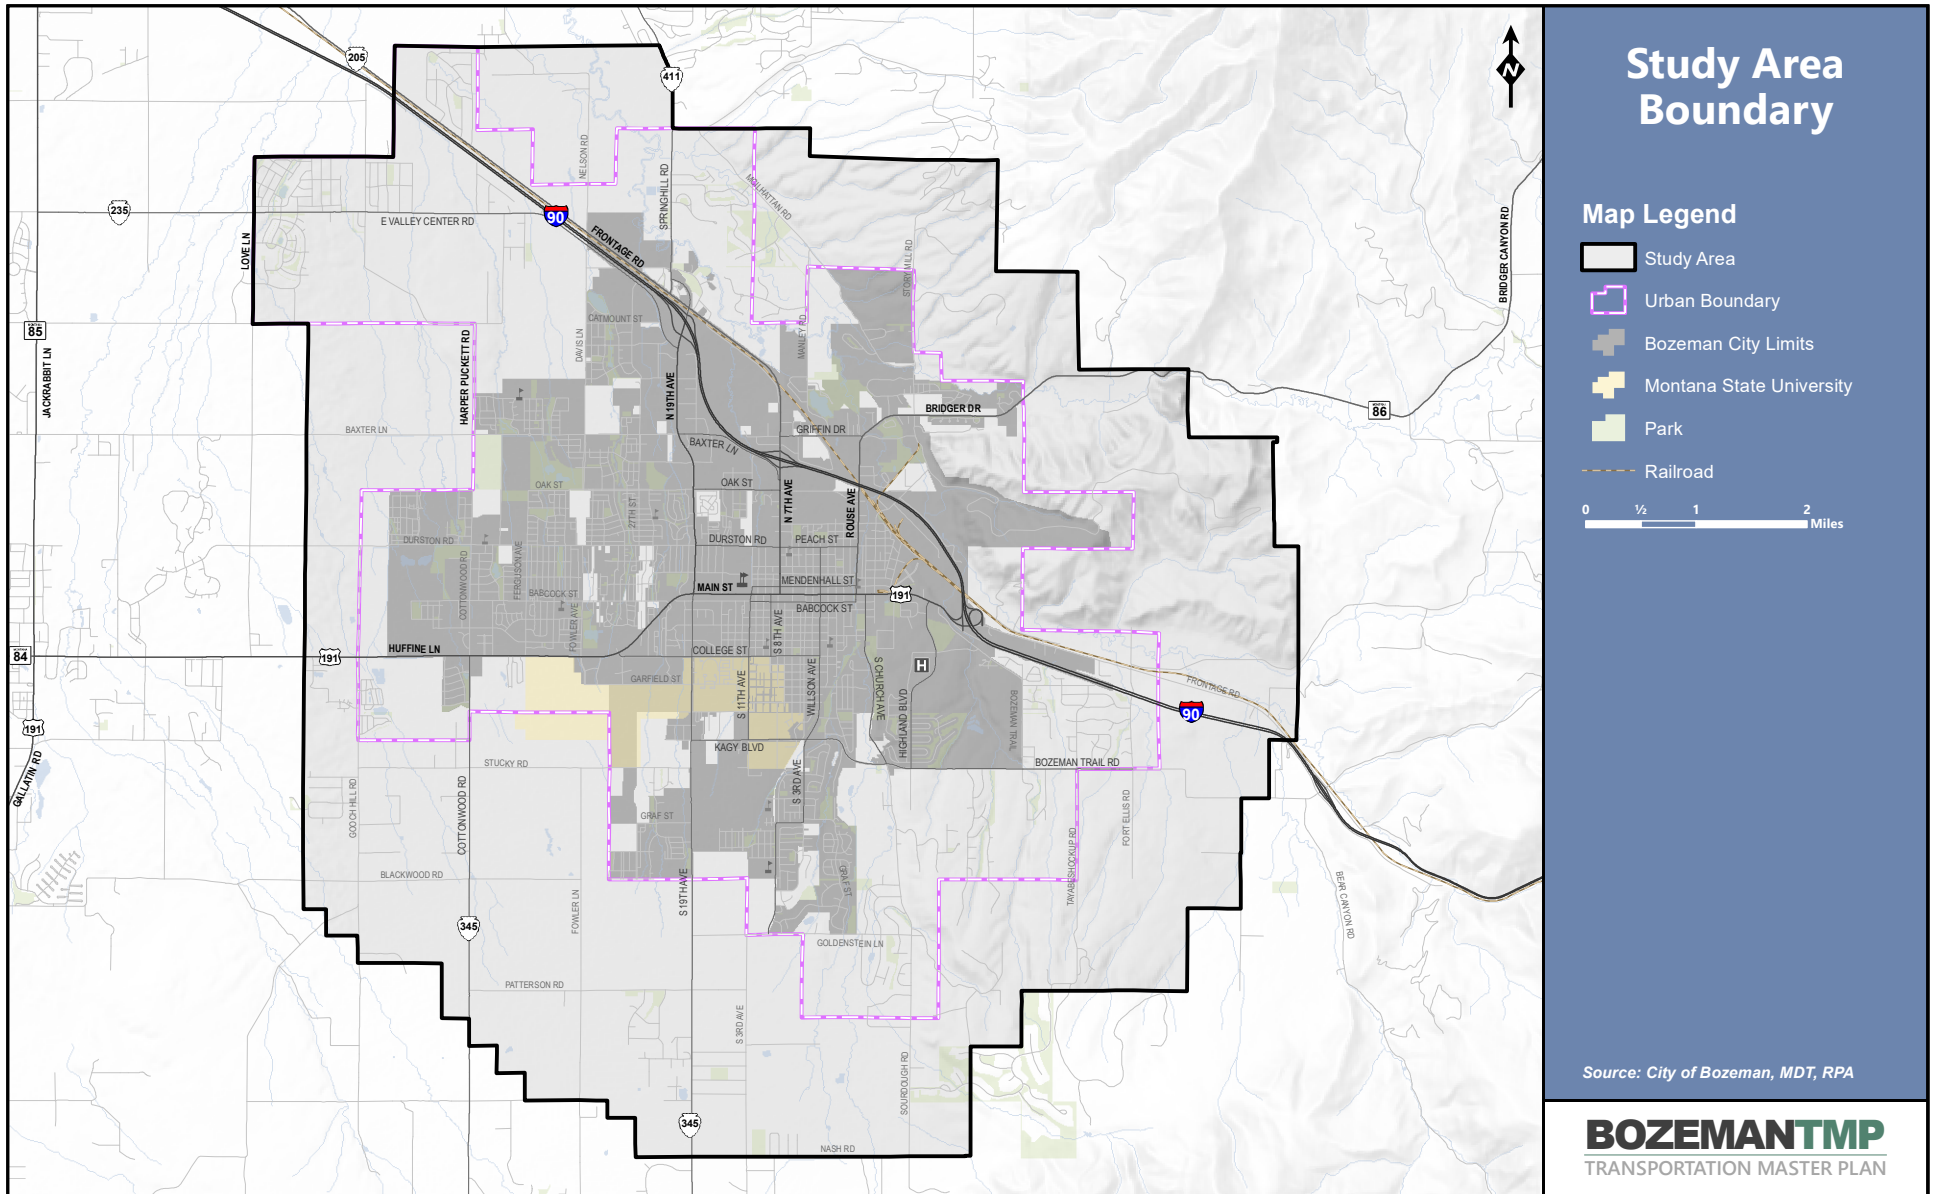 205
411
235
E VALLEY CENTER RD
90
FRONTAGE RD
NELSON RD
SPRINGHILL RD
MCILHATTAN RD
STORY MILL RD
LOVE LN
BRIDGER CANYON RD
85
JACKRABBIT LN
HARPER PUCKETT RD
CATMOUNT ST
DAVIS LN
MANLEY RD
N 19TH AVE
BRIDGER DR
86
BAXTER LN
BAXTER LN
GRIFFIN DR
OAK ST
OAK ST
27TH ST
N 7TH AVE
ROUSE AVE
DURSTON RD
DURSTON RD
PEACH ST
COTTONWOOD RD
FERGUSON AVE
BABCOCK ST
FOWLER AVE
MAIN ST
MENDENHALL ST
191
BABCOCK ST
S 8TH AVE
84
191
HUFFINE LN
COLLEGE ST
GARFIELD ST
S 11TH AVE
WILLSON AVE
S CHURCH AVE
H
HIGHLAND BLVD
BOZEMAN TRAIL
FRONTAGE RD
90
191
GALLATIN RD
KAGY BLVD
STUCKY RD
BOZEMAN TRAIL RD
GOOCH HILL RD
COTTONWOOD RD
S 3RD AVE
GRAF ST
FORT ELLIS RD
TAYABESHOCKUP RD
BLACKWOOD RD
S 19TH AVE
GRAF ST
FOWLER LN
BEAR CANYON RD
345
GOLDENSTEIN LN
PATTERSON RD
S 3RD AVE
SOURDOUGH RD
345
NASH RD
N
Study Area
Boundary
Map Legend
Study Area
Urban Boundary
Bozeman City Limits
Montana State University
Park
Railroad
0 ½ 1 2
Miles
Source: City of Bozeman, MDT, RPA
BOZEMANTMP
TRANSPORTATION MASTER PLAN